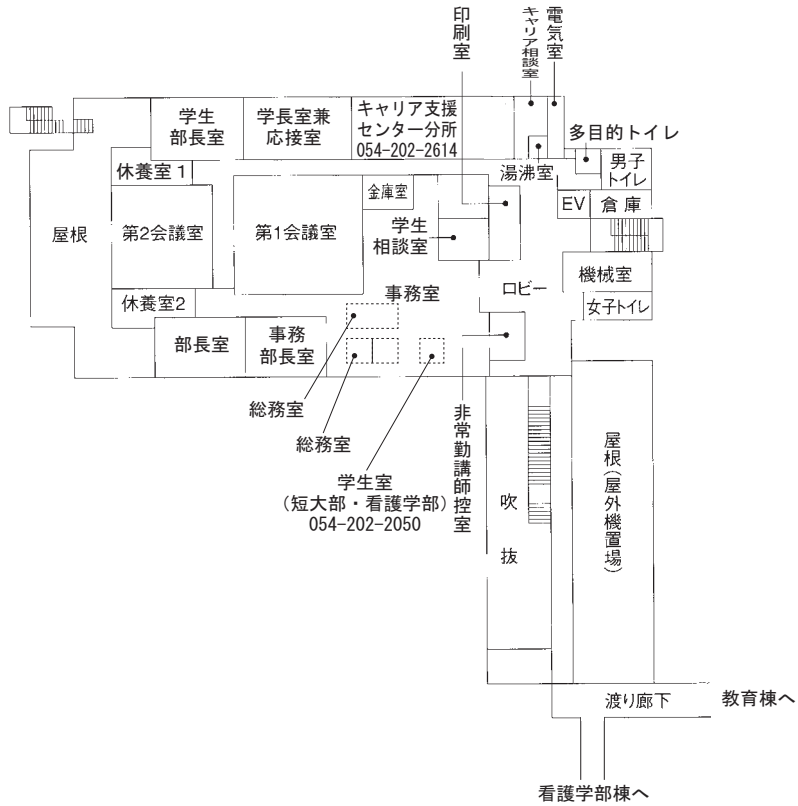 印刷室
キャリア相談室
電気室
学生
部長室
学長室兼
応接室
キャリア支援
センター分所
054-202-2614
多目的トイレ
湯沸室
男子
トイレ
休養室1
金庫室
EV
倉庫
屋根
第2会議室
第1会議室
学生
相談室
機械室
事務室
ロビー
休養室2
女子トイレ
部長室
事務
部長室
総務室
総務室
学生室
（短大部・看護学部）
054-202-2050
非常勤講師控室
吹抜
屋根（屋外機置場）
渡り廊下
教育棟へ
看護学部棟へ